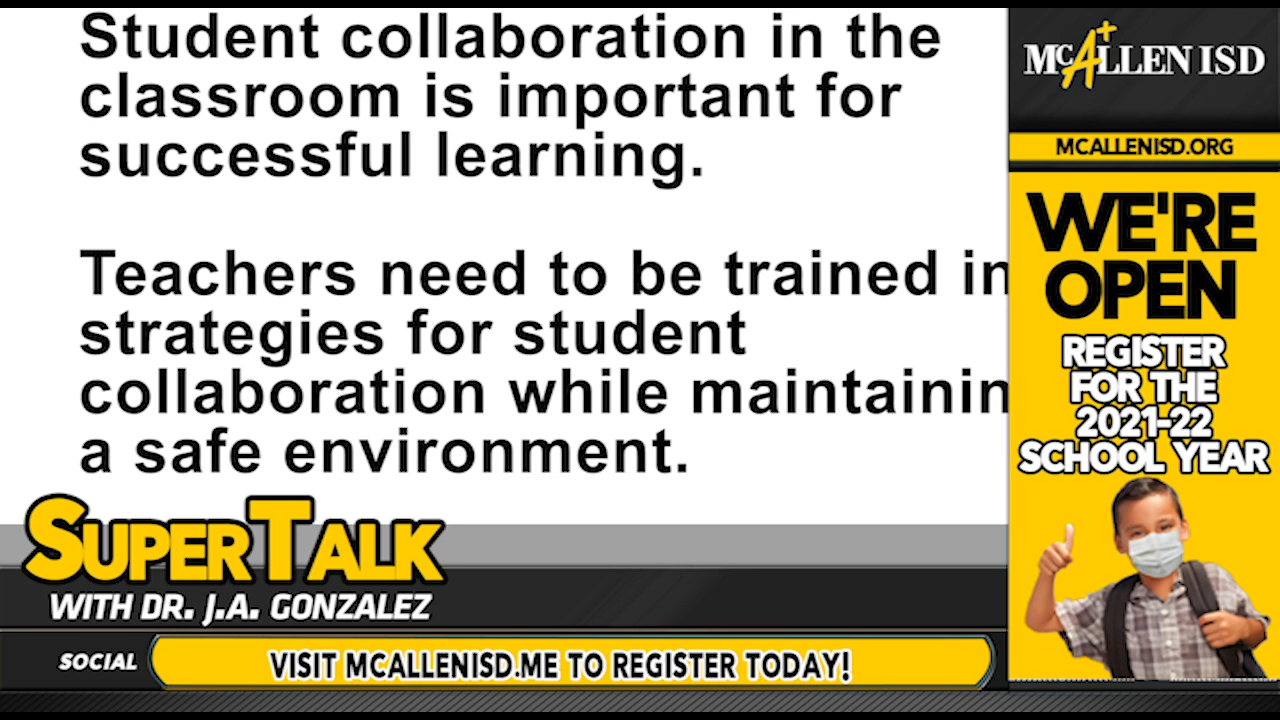 Student collaboration in the
classroom is important for
successful learning.
Teachers need to be trained in
strategies for student
collaboration while maintainin
a safe environment.
SUPERTALK
WITH DR. J.A. GONZALEZ
SOCIAL
VISIT MCALLENISD.ME TO REGISTER TODAY!
MCALLEN ISD
MCALLENISD.ORG
WE'RE
OPEN
REGISTER
FOR THE
2021-22
SCHOOL YEAR